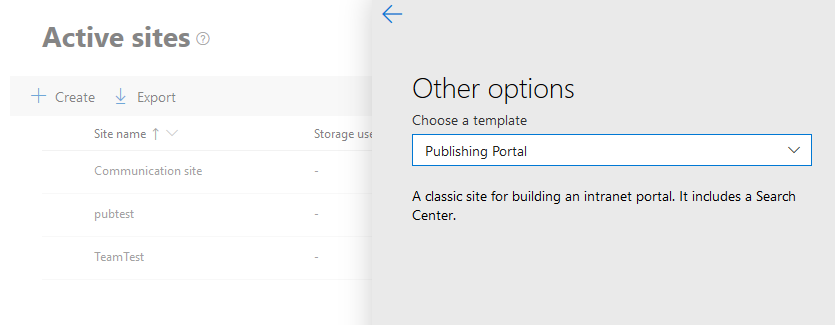 Active sites
Create Export
Site name Storage use
Communication site -
pubtest -
TeamTest -
Other options
Choose a template
Publishing Portal
A classic site for building an intranet portal. It includes a Search
Center.